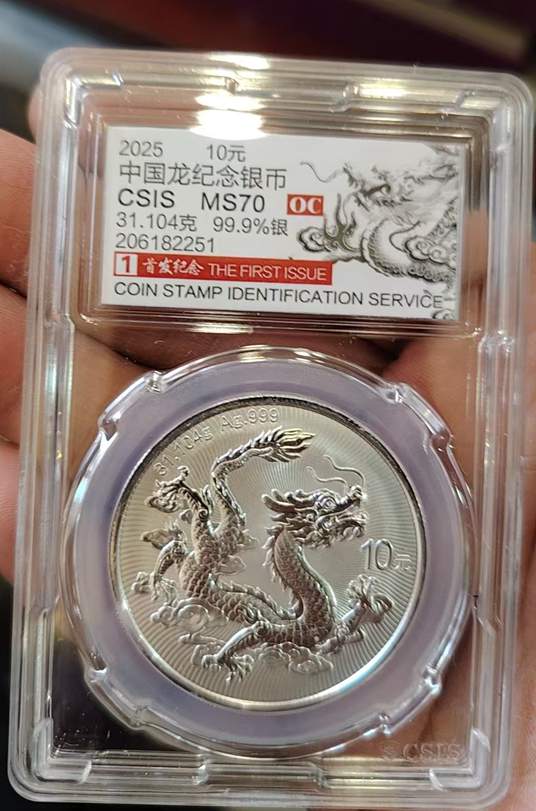 2025 10元
中国龙纪念银币
CSIS MS70 OC
31.104克 99.9%银
206182251
1 首发纪念 THE FIRST ISSUE
COIN STAMP IDENTIFICATION SERVICE
31.104g Ag.999
10元
CSIS